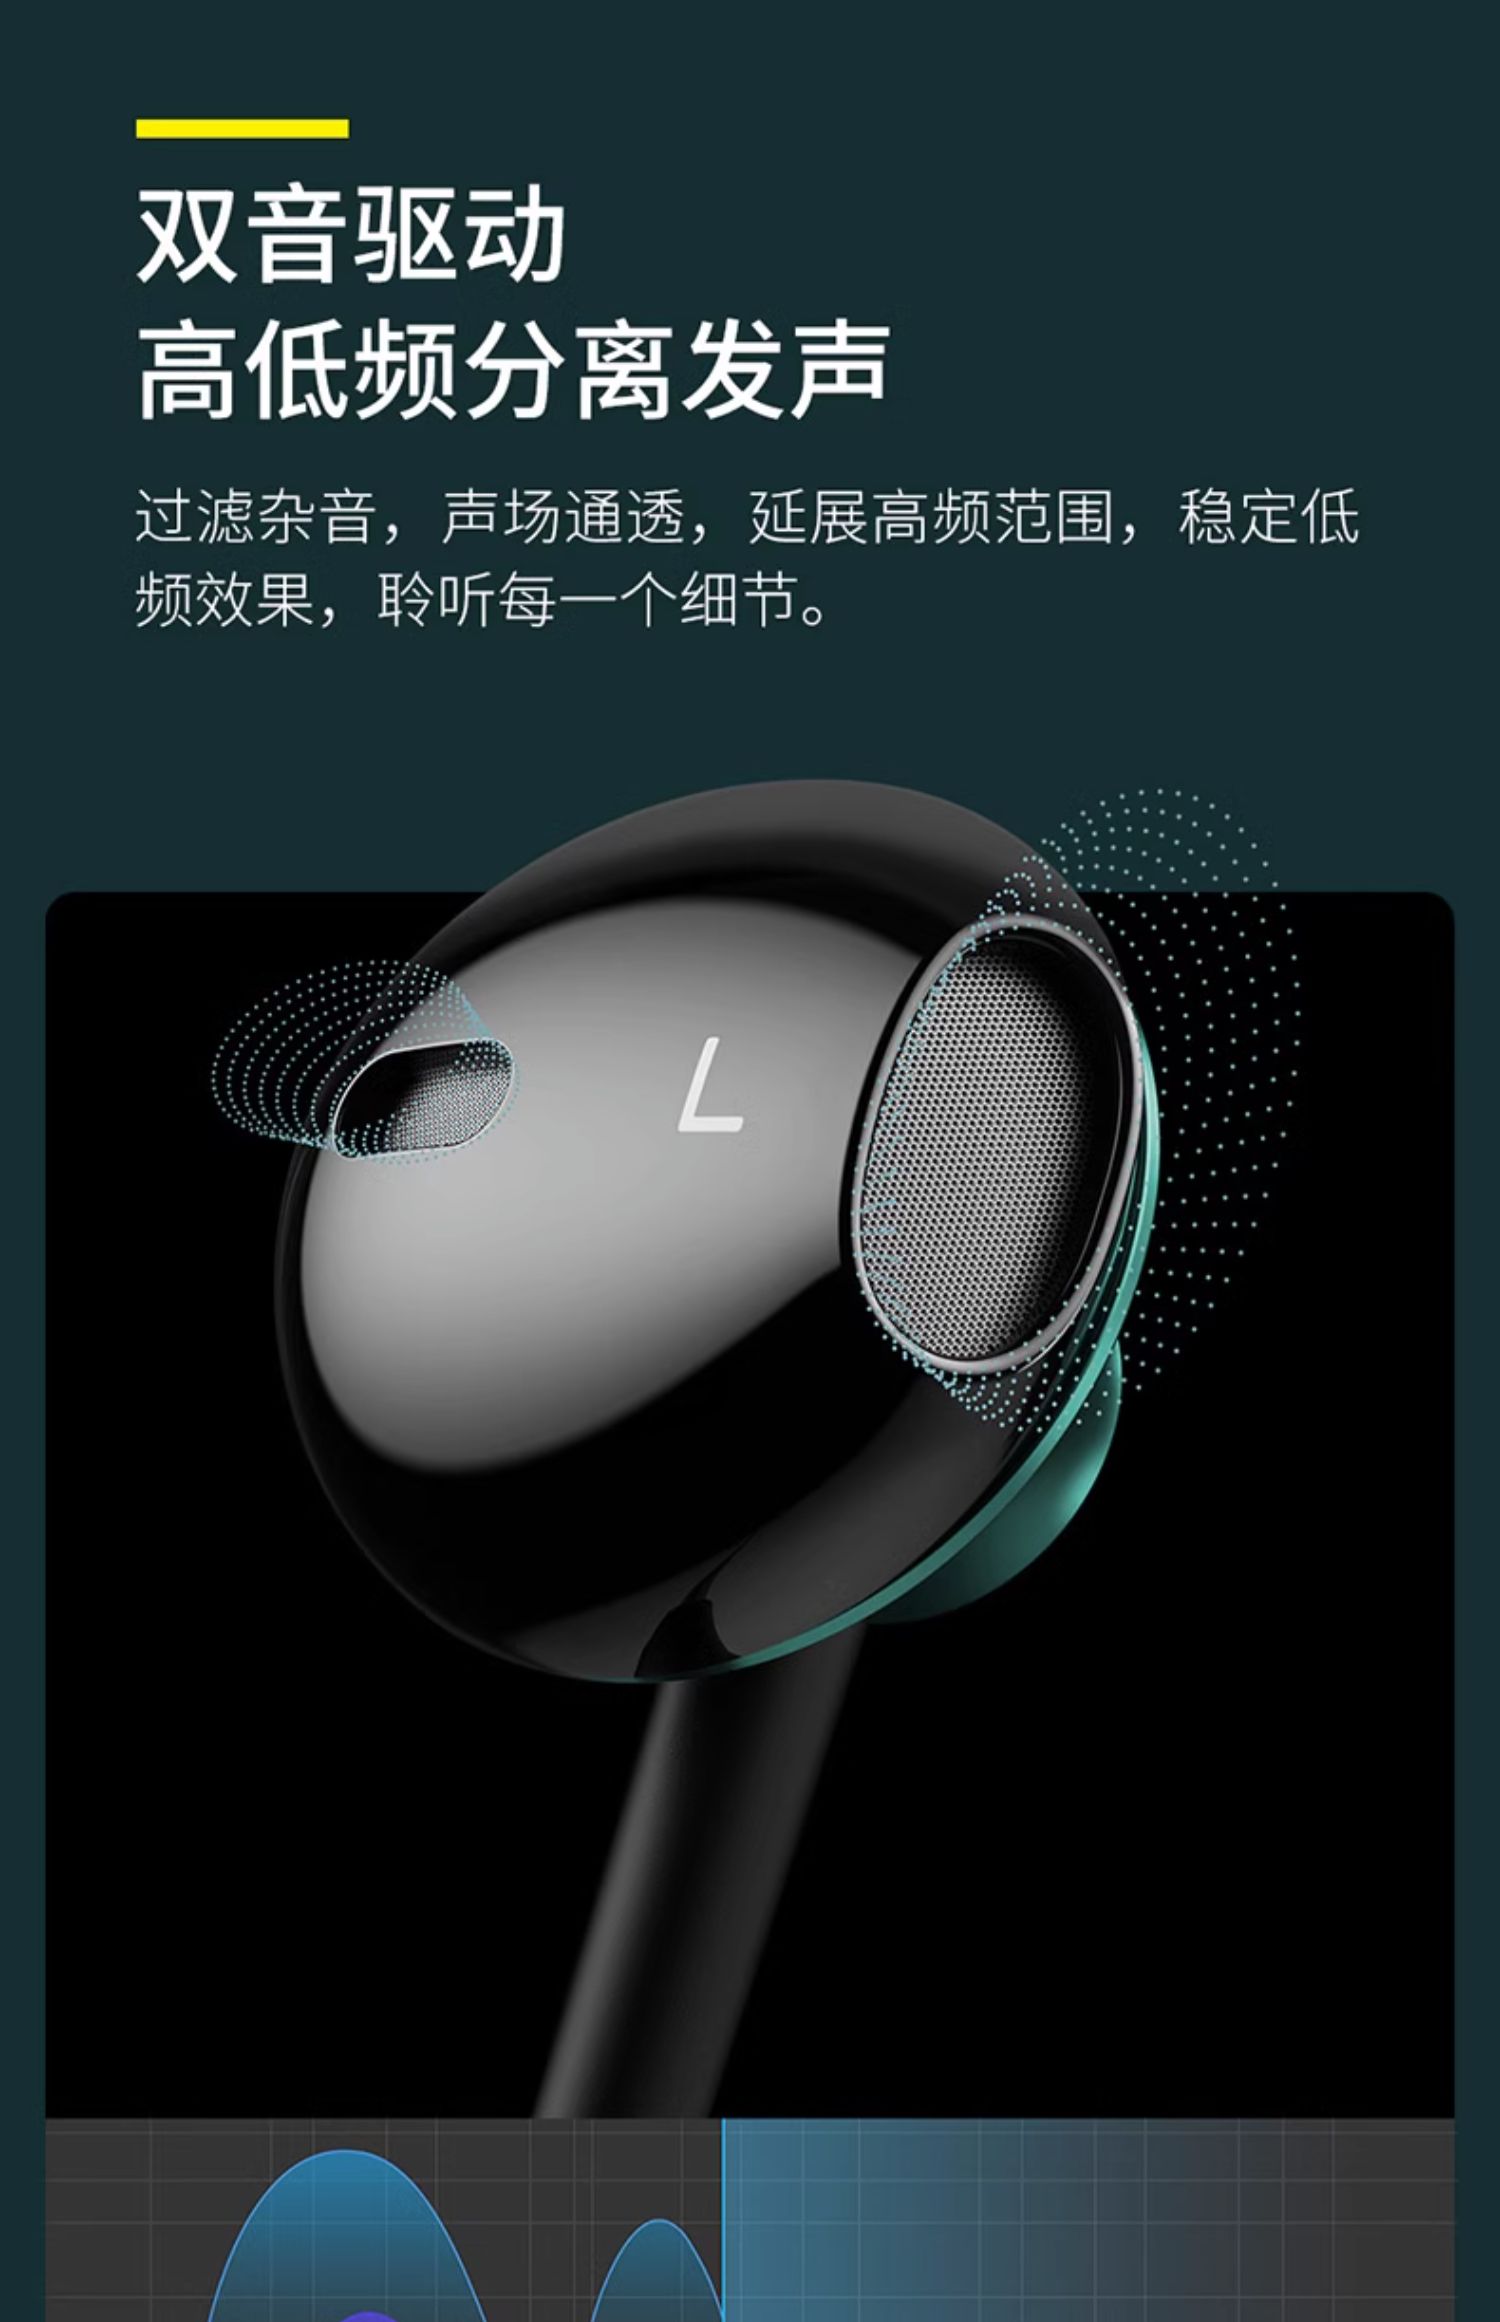 双音驱动
高低频分离发声
过滤杂音，声场通透，延展高频范围，稳定低
频效果，聆听每一个细节。
L